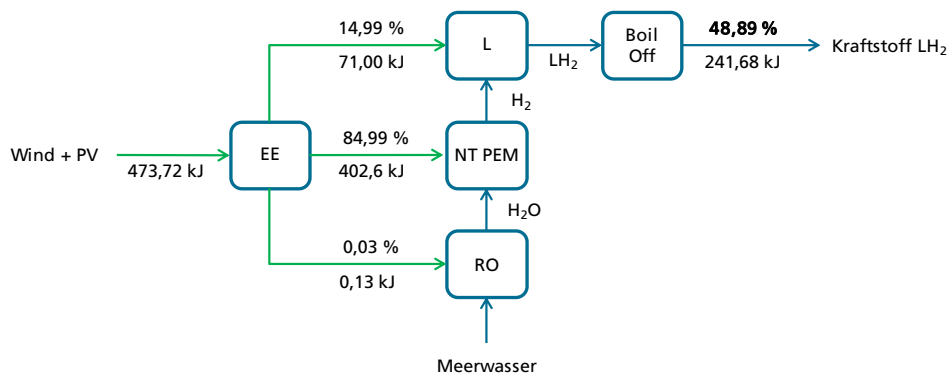 14,99 %
71,00 kJ
L
LH₂
Boil
Off
48,89 %
241,68 kJ
Kraftstoff LH₂
H₂
Wind + PV
473,72 kJ
EE
84,99 %
402,6 kJ
NT PEM
H₂O
0,03 %
0,13 kJ
RO
Meerwasser